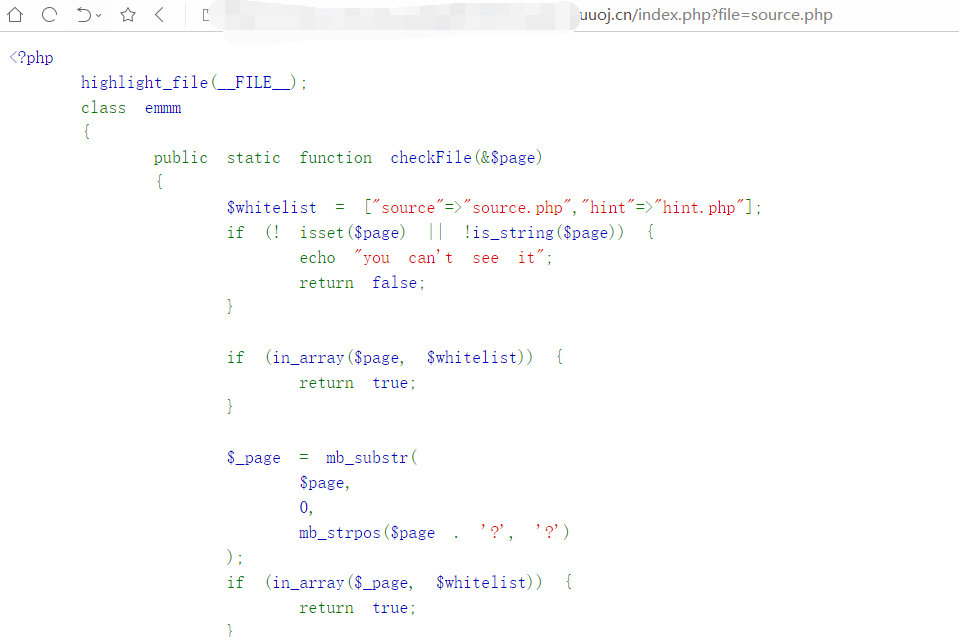 uuoj.cn/index.php?file=source.php
<?php
highlight_file(__FILE__);
class emmm
{
public static function checkFile(&$page)
{
$whitelist = ["source"=>"source.php","hint"=>"hint.php"];
if (! isset($page) || !is_string($page)) {
echo "you can't see it";
return false;
}
if (in_array($page, $whitelist)) {
return true;
}
$_page = mb_substr(
$page,
0,
mb_strpos($page . '?', '?')
);
if (in_array($_page, $whitelist)) {
return true;
}